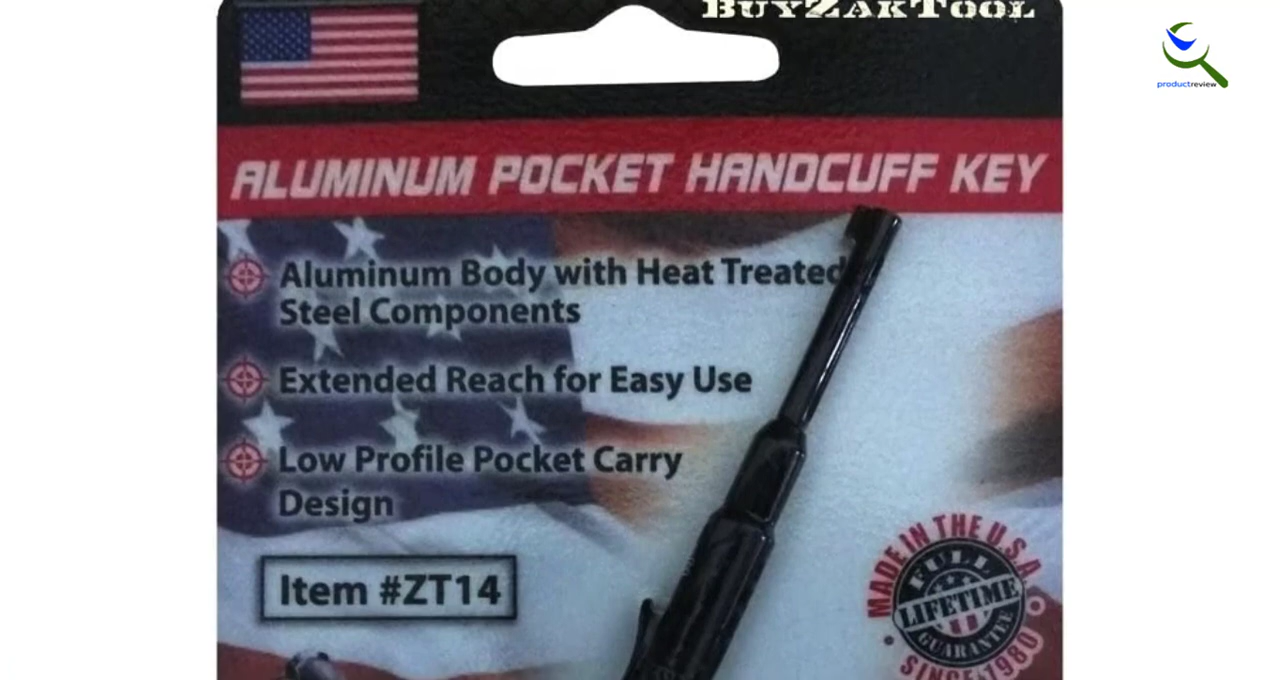 BUYZAKTOOL
productreview
ALUMINUM POCKET HANDCUFF KEY
Aluminum Body with Heat Treated
Steel Components
Extended Reach for Easy Use
Low Profile Pocket Carry
Design
Item #ZT14
MADE IN THE U.S.A.
FULL
LIFETIME
GUARANTEE
SINCE 1980